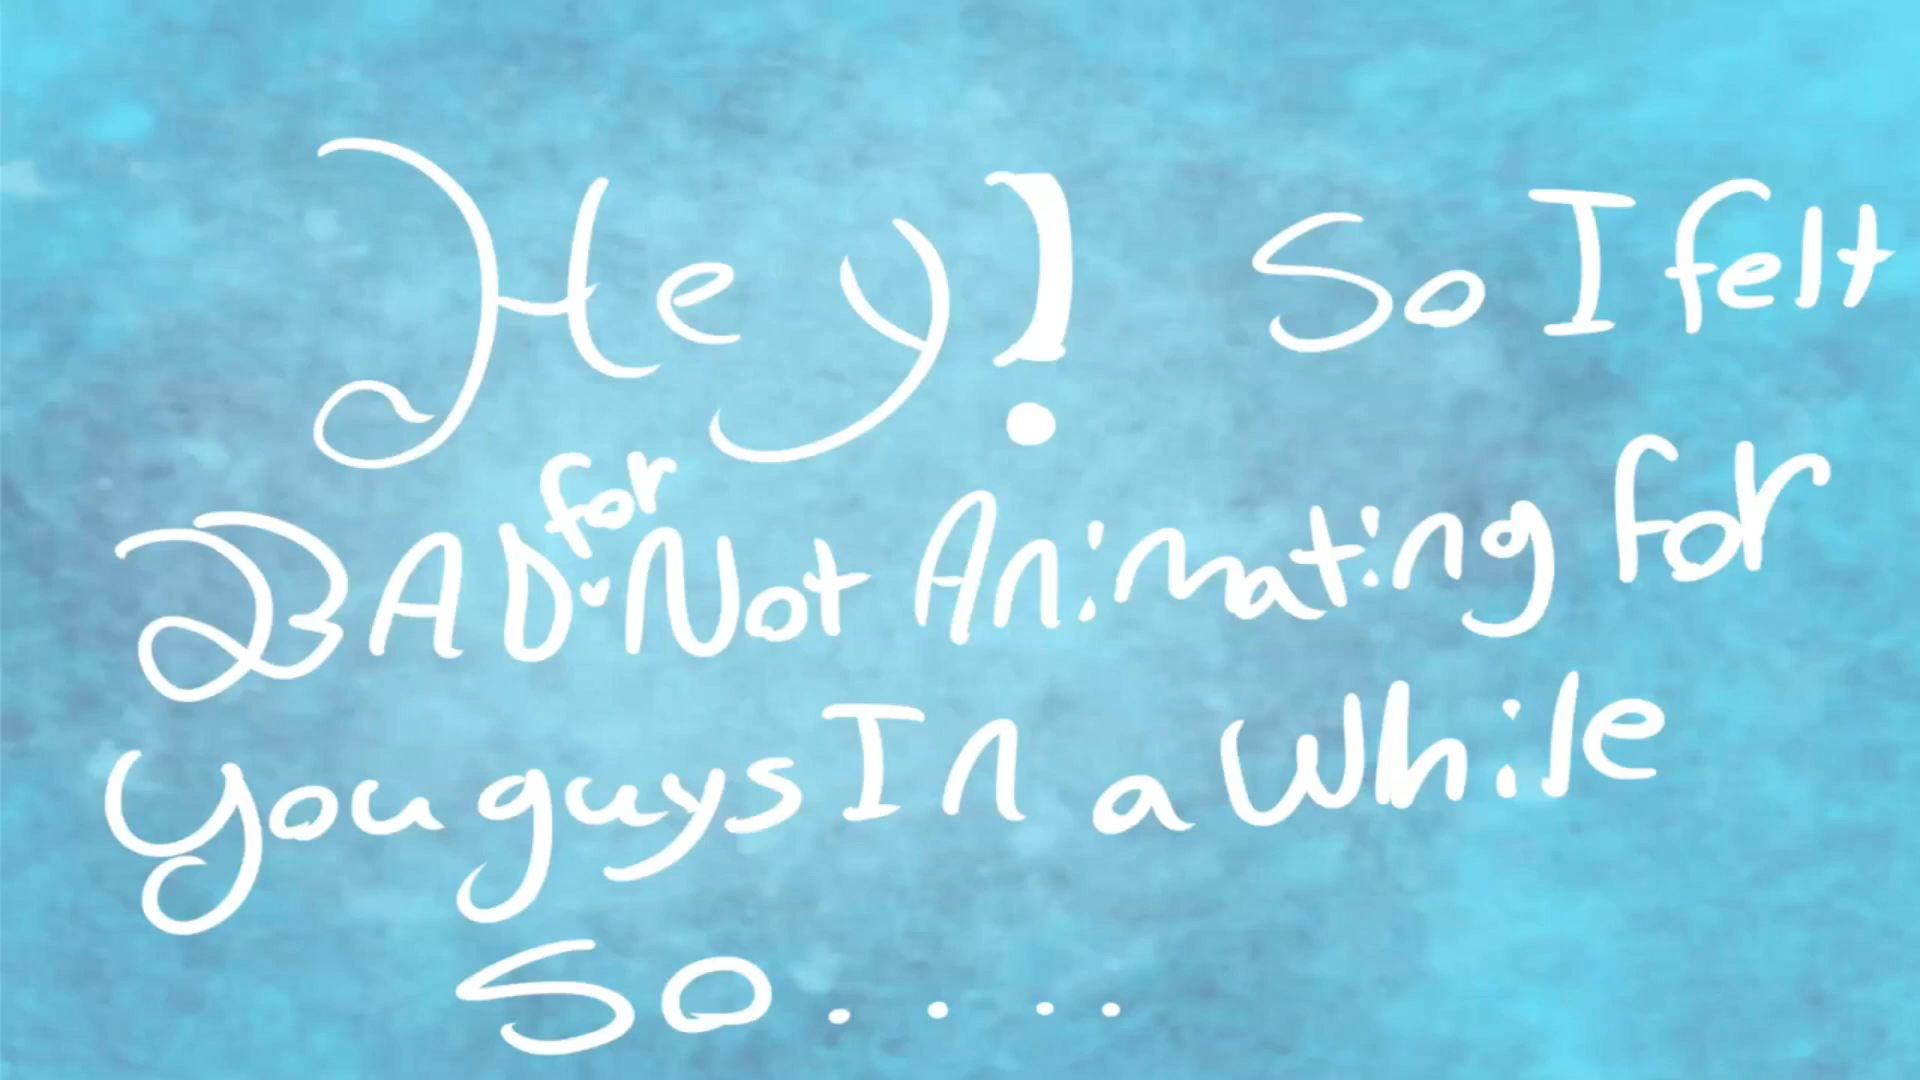 Hey! So I felt
BAD for Not Animating for
you guys In a while
So....